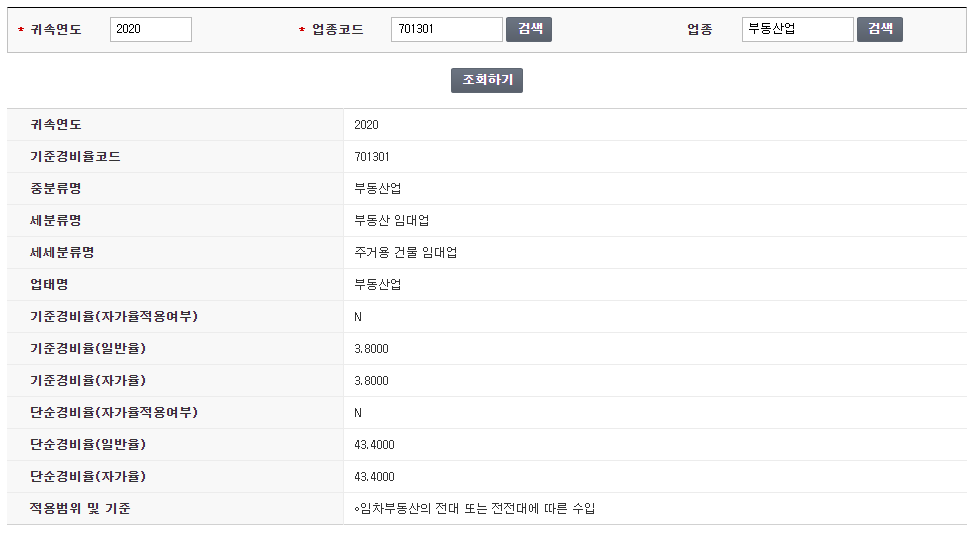 * 귀속연도 2020 * 업종코드 701301 검색 업종 부동산업 검색
조회하기
귀속연도 2020
기준경비율코드 701301
중분류명 부동산업
세분류명 부동산 임대업
세세분류명 주거용 건물 임대업
업태명 부동산업
기준경비율(자가율적용여부) N
기준경비율(일반율) 3.8000
기준경비율(자가율) 3.8000
단순경비율(자가율적용여부) N
단순경비율(일반율) 43.4000
단순경비율(자가율) 43.4000
적용범위 및 기준 ∘임차부동산의 전대 또는 전전대에 따른 수입